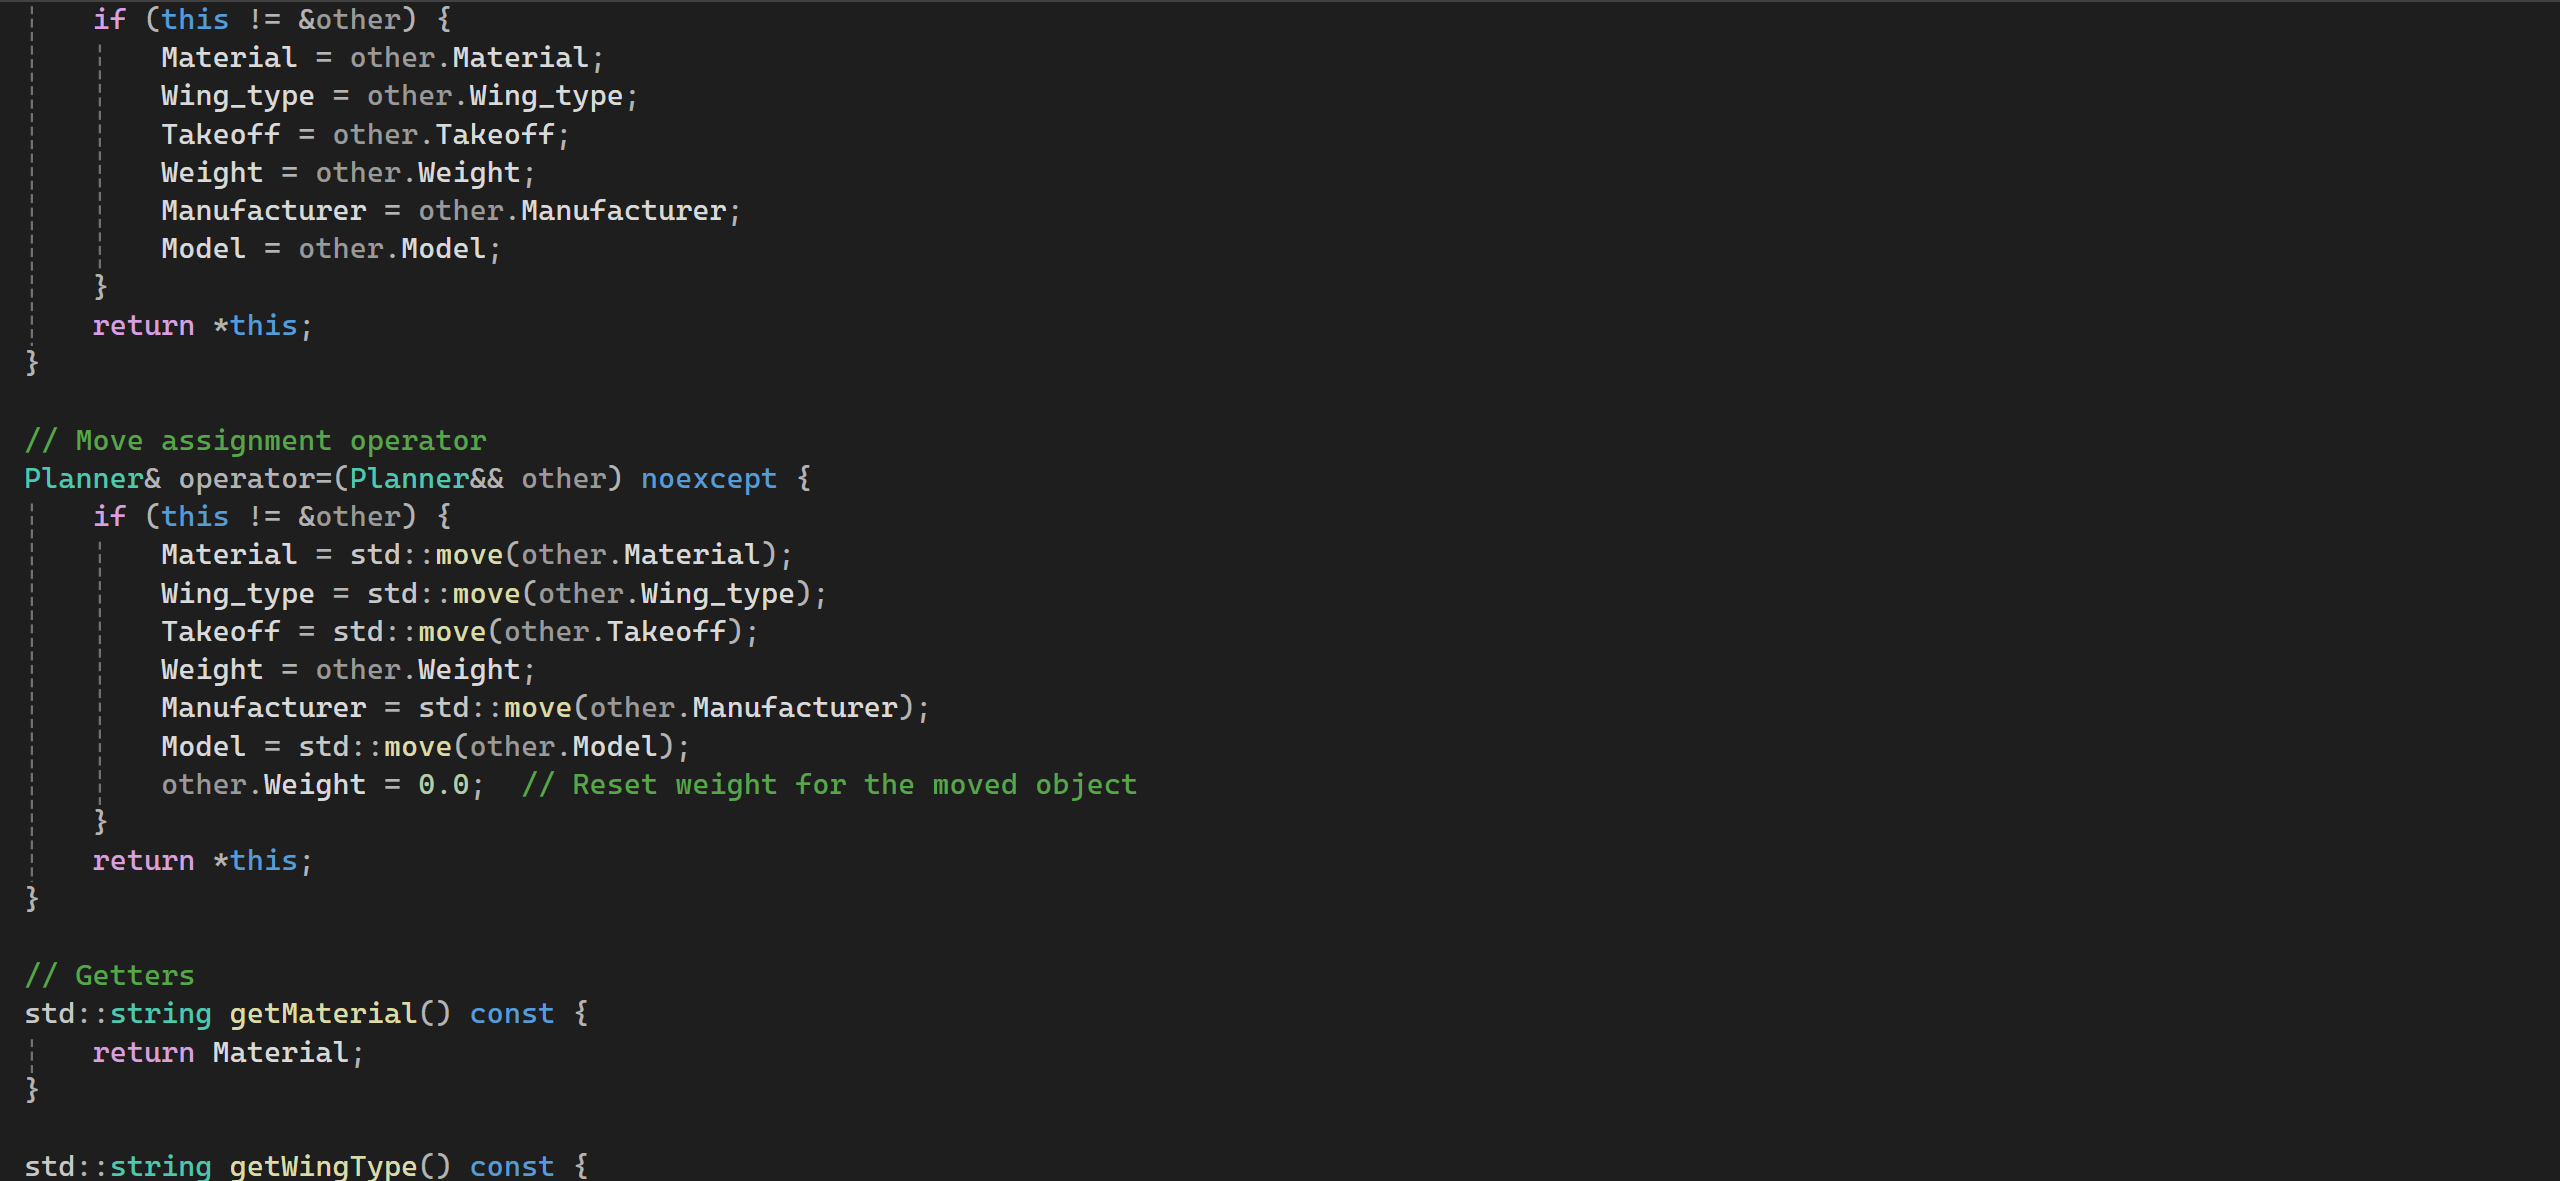 if (this != &other) {
Material = other.Material;
Wing_type = other.Wing_type;
Takeoff = other.Takeoff;
Weight = other.Weight;
Manufacturer = other.Manufacturer;
Model = other.Model;
}
return *this;
}
// Move assignment operator
Planner& operator=(Planner&& other) noexcept {
if (this != &other) {
Material = std::move(other.Material);
Wing_type = std::move(other.Wing_type);
Takeoff = std::move(other.Takeoff);
Weight = other.Weight;
Manufacturer = std::move(other.Manufacturer);
Model = std::move(other.Model);
other.Weight = 0.0;  // Reset weight for the moved object
}
return *this;
}
// Getters
std::string getMaterial() const {
return Material;
}
std::string getWingType() const {